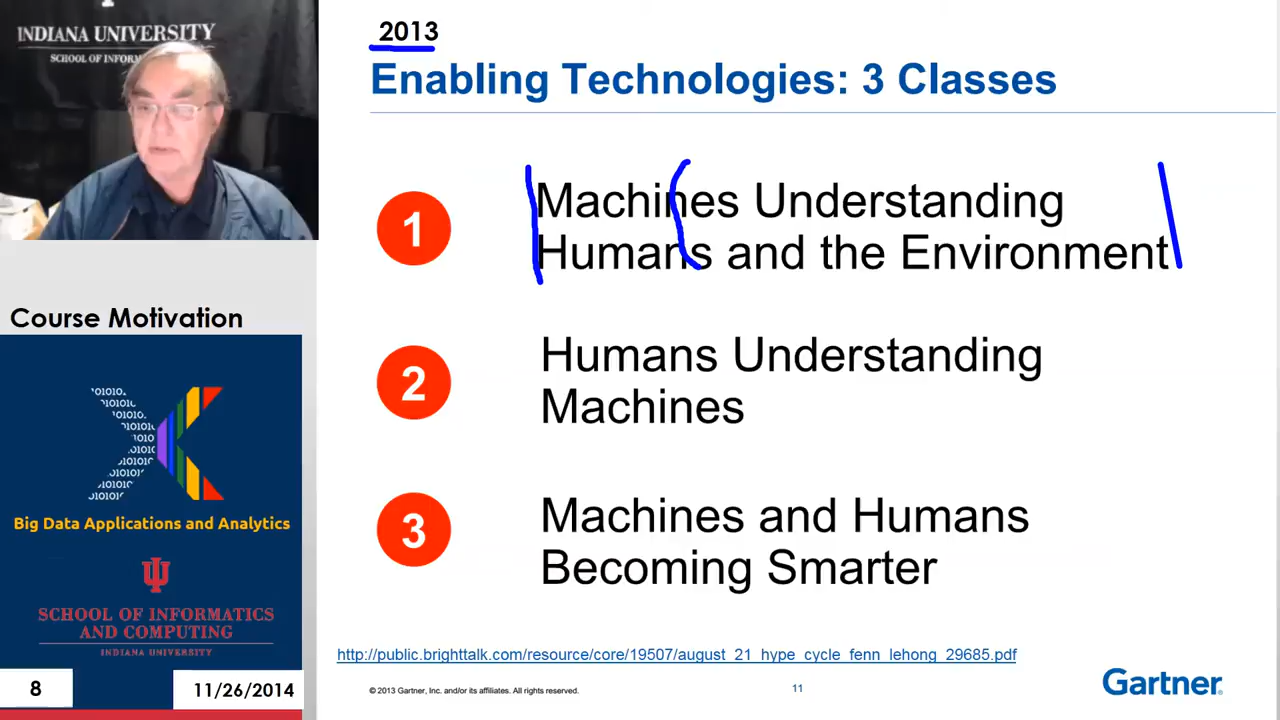 INDIANA UNIVERSITY
SCHOOL OF INFORMATI
2013
Enabling Technologies: 3 Classes
1
Machines Understanding
Humans and the Environment
2
Humans Understanding
Machines
3
Machines and Humans
Becoming Smarter
http://public.brighttalk.com/resource/core/19507/august_21_hype_cycle_fenn_lehong_29685.pdf
© 2013 Gartner, Inc. and/or its affiliates. All rights reserved.
11
Gartner.
Course Motivation
Big Data Applications and Analytics
SCHOOL OF INFORMATICS
AND COMPUTING
INDIANA UNIVERSITY
8
11/26/2014